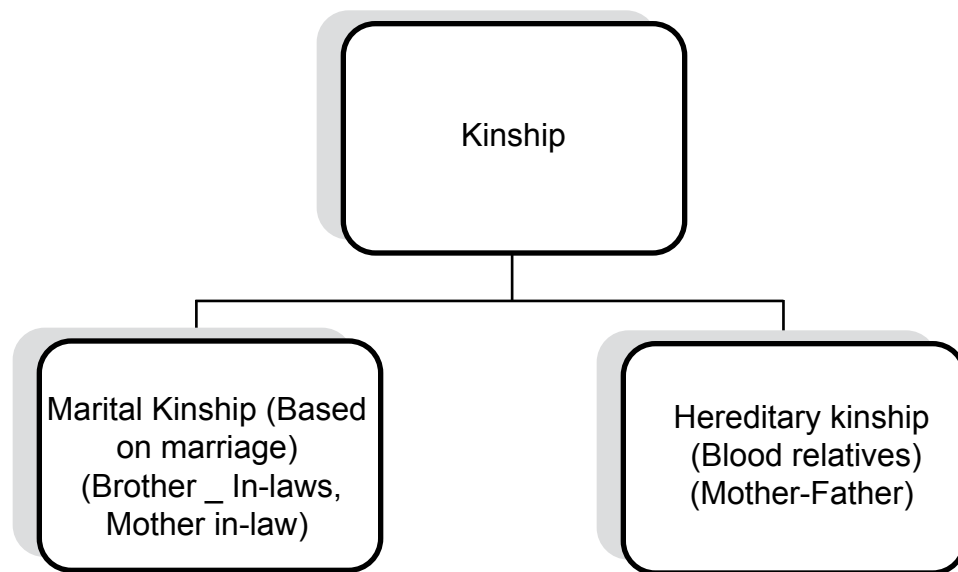 Kinship
Marital Kinship (Based
on marriage)
(Brother _ In-laws,
Mother in-law)
Hereditary kinship
(Blood relatives)
(Mother-Father)